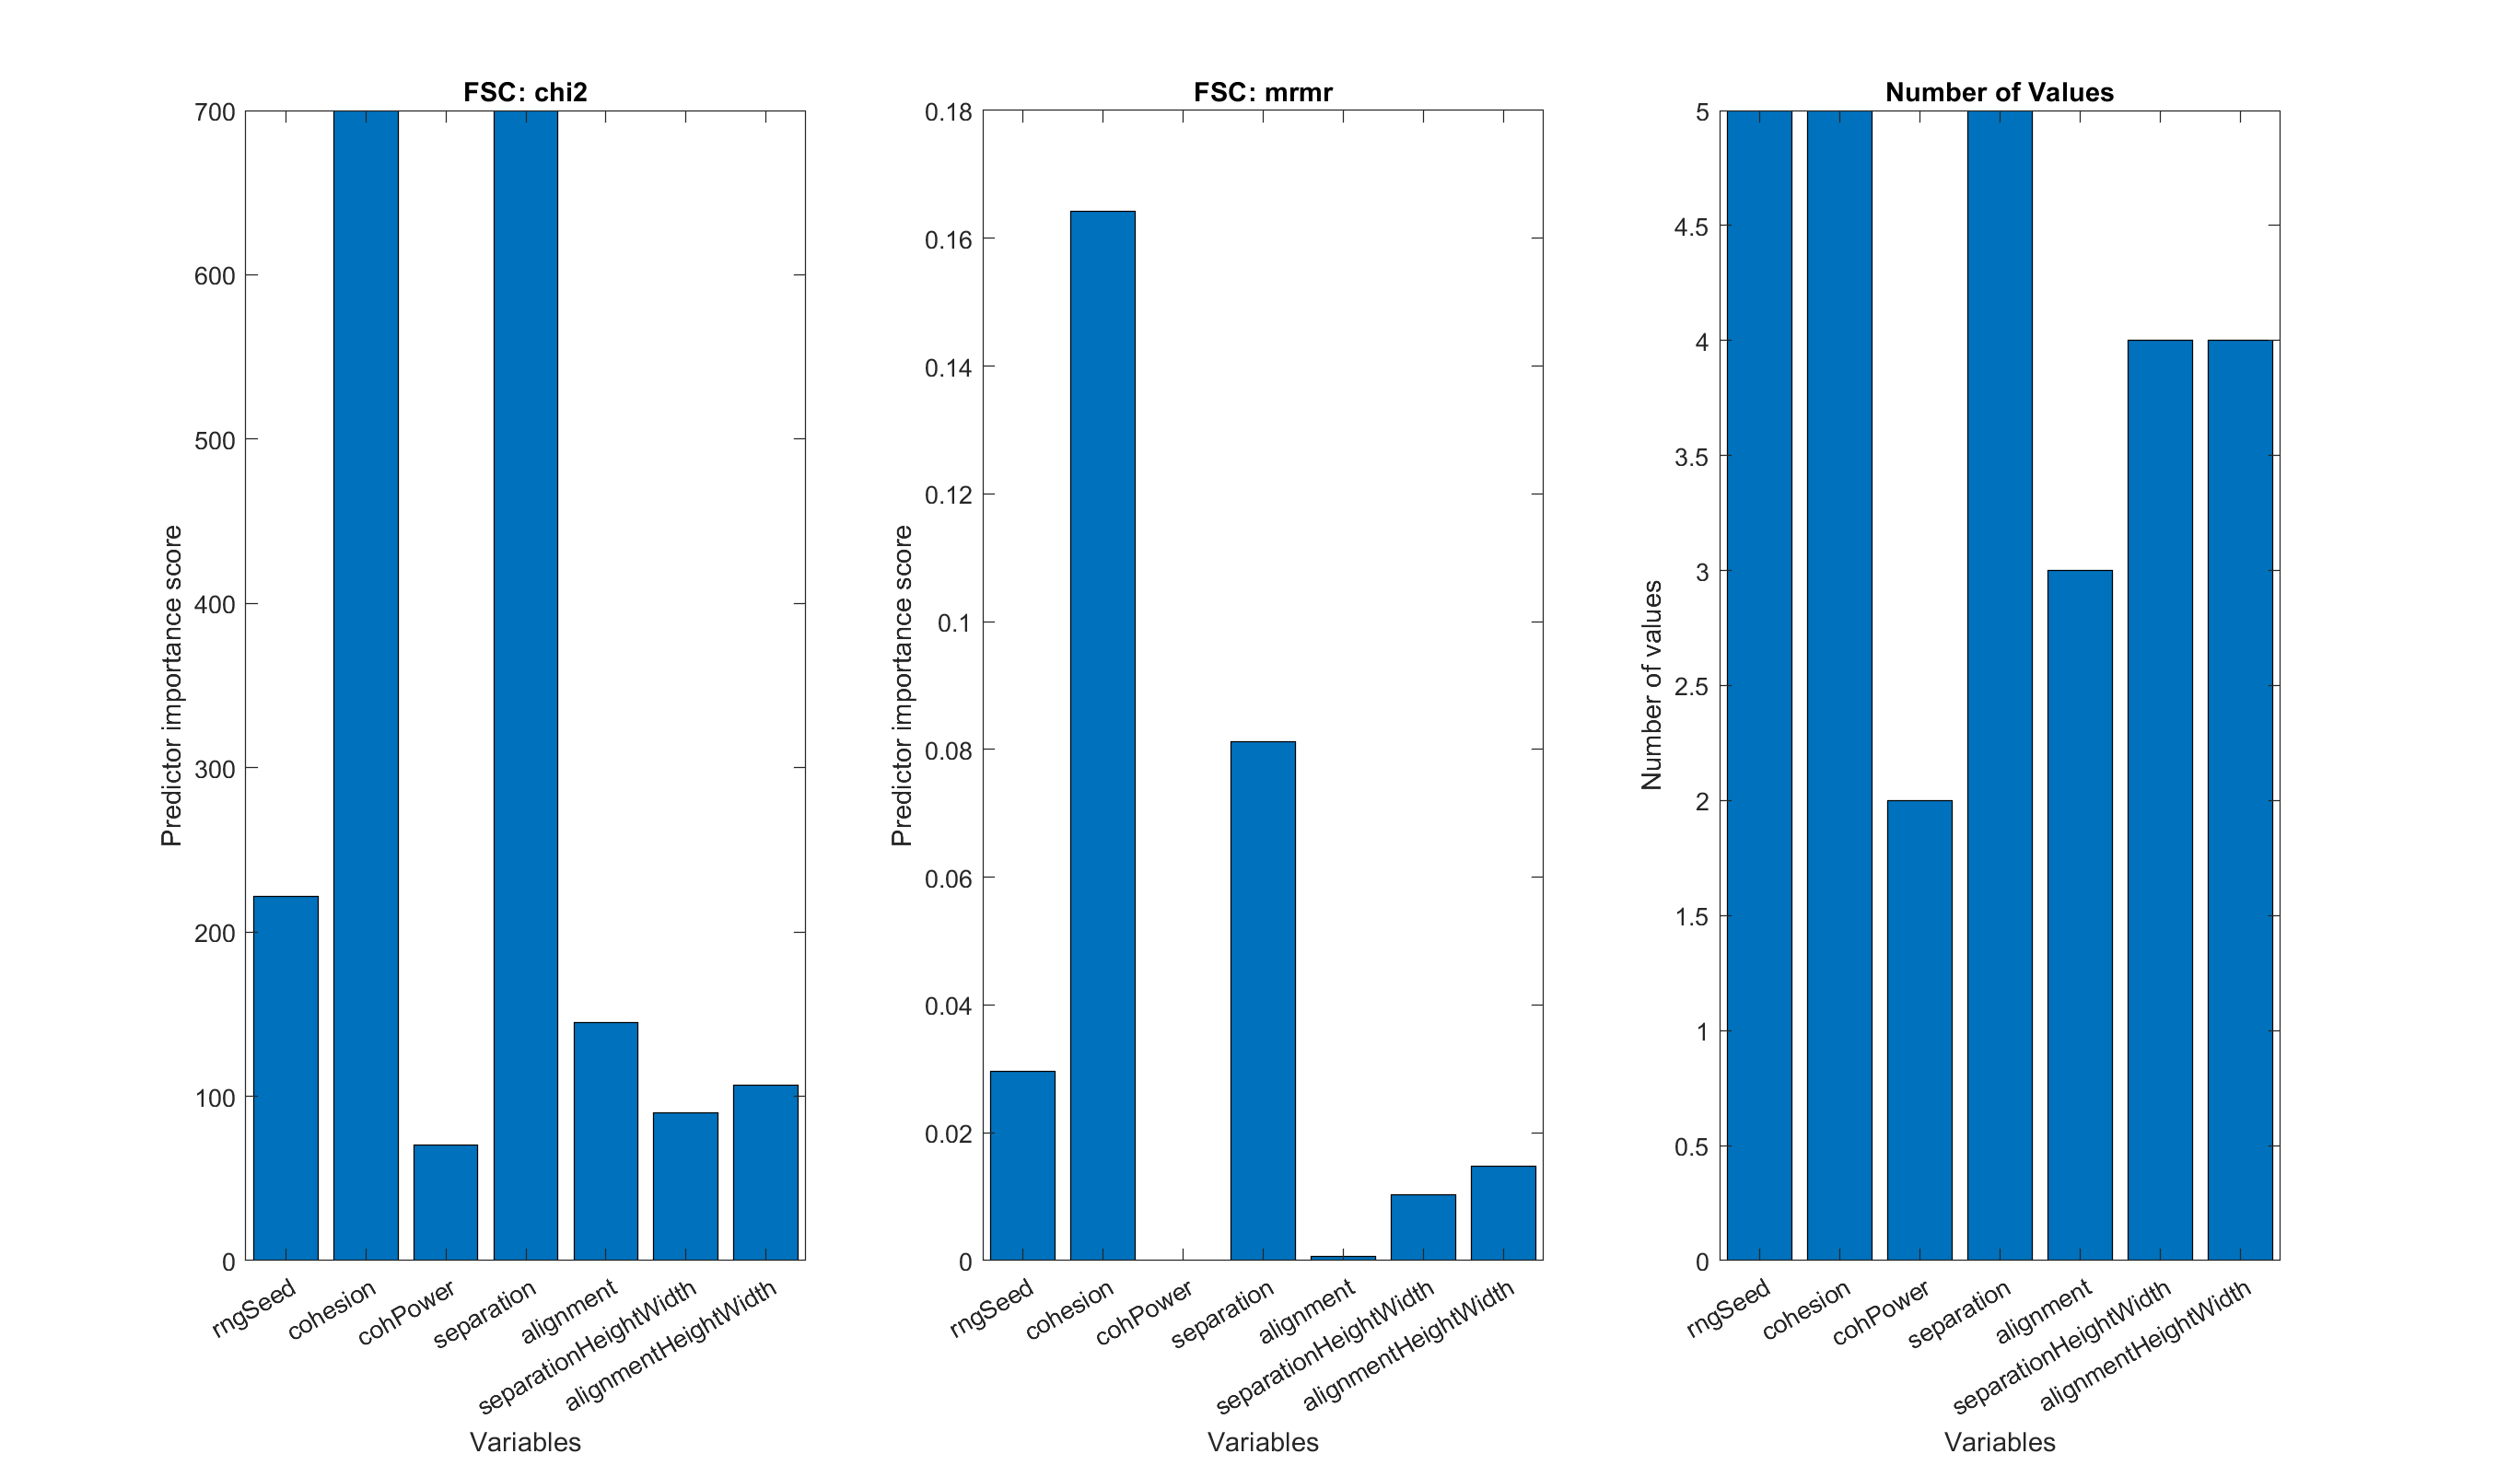 FSC: chi2
700
600
500
400
300
200
100
0
Predictor importance score
rngSeed
cohesion
cohPower
separation
alignment
separationHeightWidth
alignmentHeightWidth
Variables
FSC: mrmr
0.18
0.16
0.14
0.12
0.1
0.08
0.06
0.04
0.02
0
Predictor importance score
rngSeed
cohesion
cohPower
separation
alignment
separationHeightWidth
alignmentHeightWidth
Variables
Number of Values
5
4.5
4
3.5
3
2.5
2
1.5
1
0.5
0
Number of values
rngSeed
cohesion
cohPower
separation
alignment
separationHeightWidth
alignmentHeightWidth
Variables